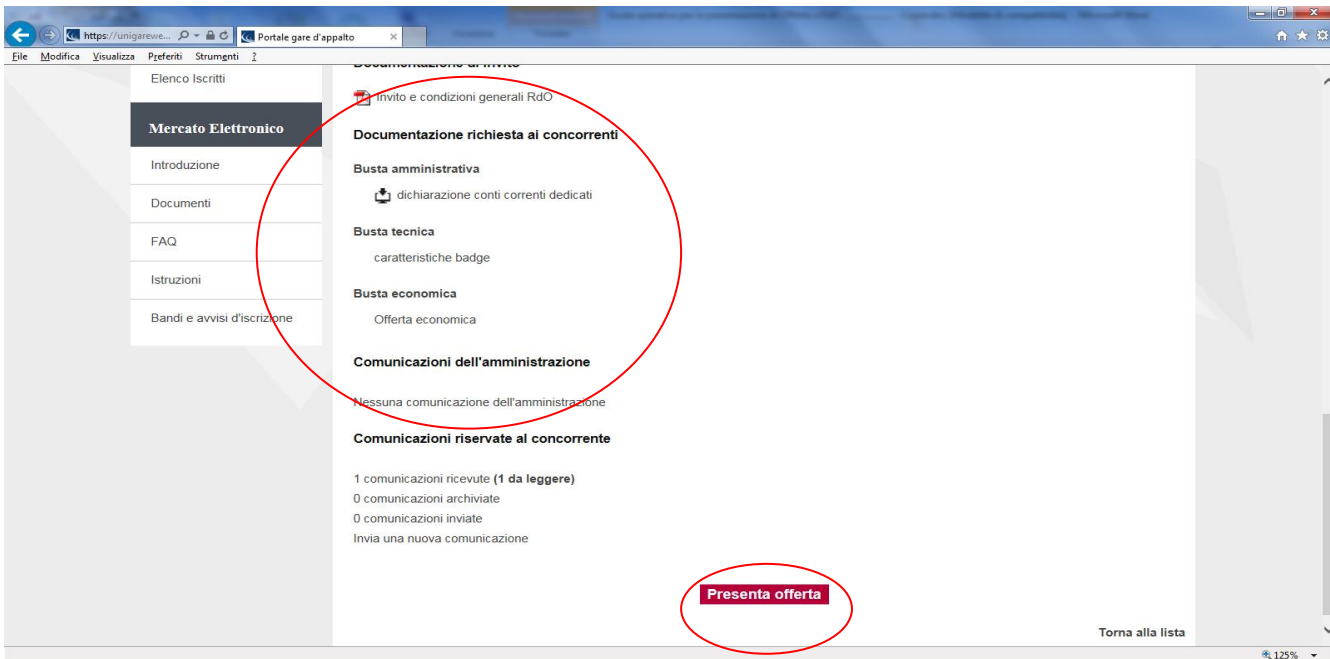 https://unigarewe...
Portale gare d'appalto
File Modifica Visualizza Preferiti Strumenti ?
Elenco Iscritti
Mercato Elettronico
Introduzione
Documenti
FAQ
Istruzioni
Bandi e avvisi d'iscrizione
Documentazione di invito
Invito e condizioni generali RdO
Documentazione richiesta ai concorrenti
Busta amministrativa
dichiarazione conti correnti dedicati
Busta tecnica
caratteristiche badge
Busta economica
Offerta economica
Comunicazioni dell'amministrazione
Nessuna comunicazione dell'amministrazione
Comunicazioni riservate al concorrente
1 comunicazioni ricevute (1 da leggere)
0 comunicazioni archiviate
0 comunicazioni inviate
Invia una nuova comunicazione
Presenta offerta
Torna alla lista
125%